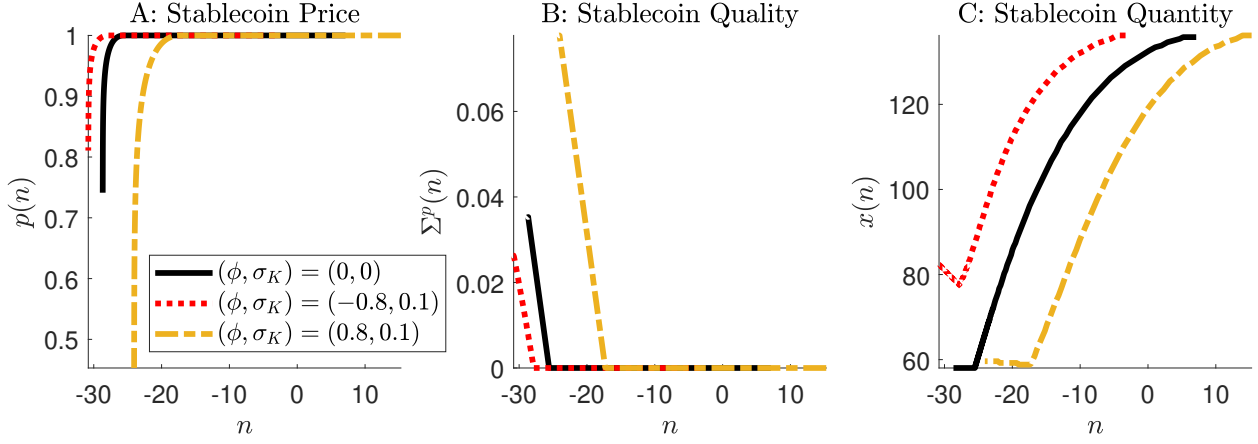 A: Stablecoin Price
B: Stablecoin Quality
C: Stablecoin Quantity
p(n)
1
0.9
0.8
0.7
0.6
0.5
-30 -20 -10 0 10
n
(ϕ, σ_K) = (0, 0)
(ϕ, σ_K) = (−0.8, 0.1)
(ϕ, σ_K) = (0.8, 0.1)
Σ^p(n)
0.06
0.04
0.02
0
-30 -20 -10 0 10
n
x(n)
120
100
80
60
-30 -20 -10 0 10
n